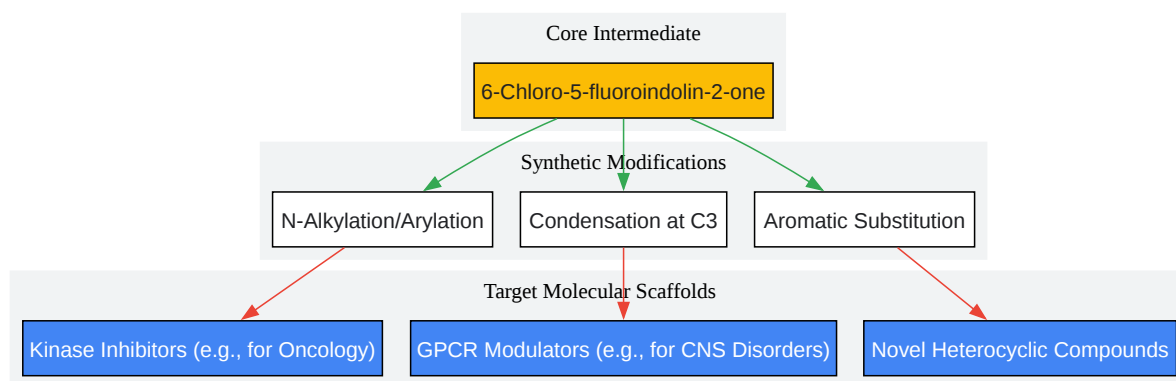 Core Intermediate
6-Chloro-5-fluoroindolin-2-one
Synthetic Modifications
N-Alkylation/Arylation
Condensation at C3
Aromatic Substitution
Target Molecular Scaffolds
Kinase Inhibitors (e.g., for Oncology)
GPCR Modulators (e.g., for CNS Disorders)
Novel Heterocyclic Compounds